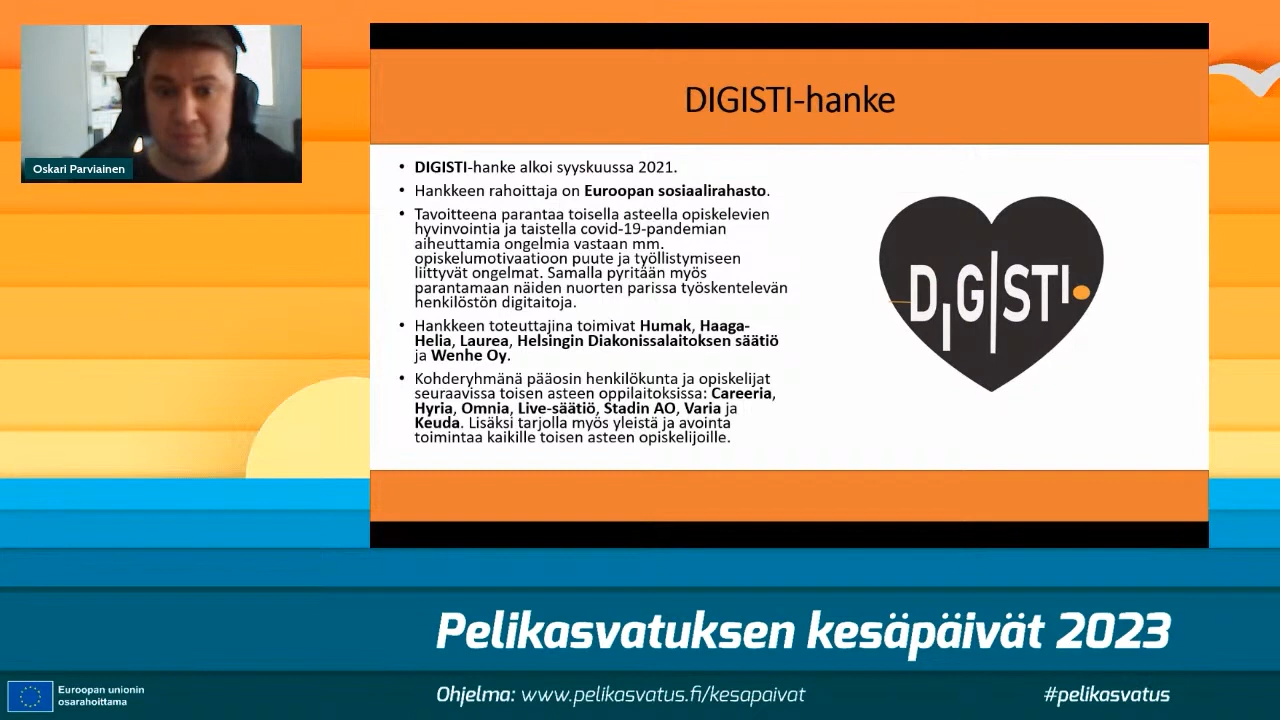 Oskari Parviainen
DIGISTI-hanke
• DIGISTI-hanke alkoi syyskuussa 2021.
• Hankkeen rahoittaja on Euroopan sosiaalirahasto.
• Tavoitteena parantaa toisella asteella opiskelevien
hyvinvointia ja taistella covid-19-pandemian
aiheuttamia ongelmia vastaan mm.
opiskelumotivaatioon puute ja työllistymiseen
liittyvät ongelmat. Samalla pyritään myös
parantamaan näiden nuorten parissa työskentelevän
henkilöstön digitaitoja.
• Hankkeen toteuttajina toimivat Humak, Haaga-
Helia, Laurea, Helsingin Diakonissalaitoksen säätiö
ja Wenhe Oy.
• Kohderyhmänä pääosin henkilökunta ja opiskelijat
seuraavissa toisen asteen oppilaitoksissa: Careeria,
Hyria, Omnia, Live-säätiö, Stadin AO, Varia ja
Keuda. Lisäksi tarjolla myös yleistä ja avointa
toimintaa kaikille toisen asteen opiskelijoille.
DIGISTI
Pelikasvatuksen kesäpäivät 2023
Euroopan unionin
osarahoittama
Ohjelma: www.pelikasvatus.fi/kesapaivat
#pelikasvatus